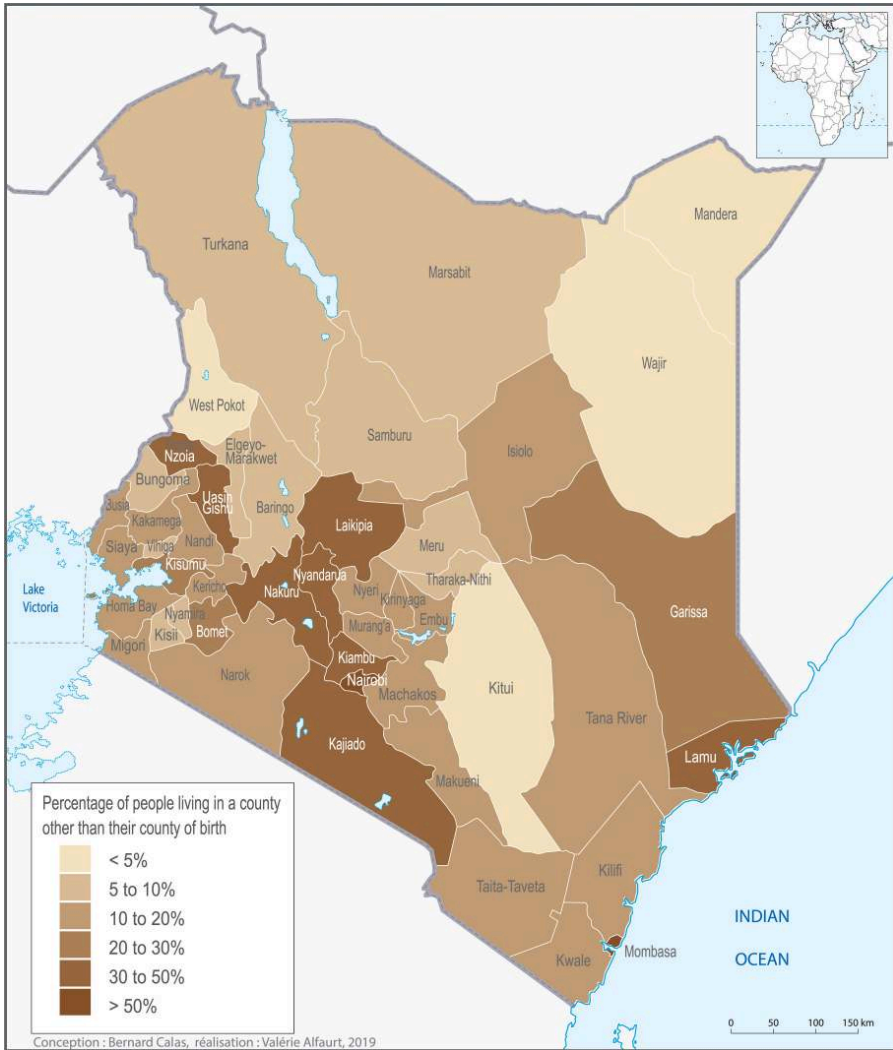 Mandera
Turkana
Marsabit
Wajir
West Pokot
Samburu
Elgeyo-
Marakwet
Nzoia
Isiolo
Bungoma
Uasin
Gishu
Baringo
Busia
Kakamega
Laikipia
Siaya
Vihiga
Nandi
Meru
Kisumu
Tharaka-Nithi
Lake
Victoria
Nyandarua
Kericho
Nakuru
Nyeri
Kirinyaga
Homa Bay
Nyamira
Embu
Garissa
Kisii
Bomet
Murang'a
Migori
Kiambu
Narok
Nairobi
Machakos
Kitui
Tana River
Kajiado
Lamu
Makueni
Taita-Taveta
Kilifi
Kwale
Mombasa
INDIAN
OCEAN
Percentage of people living in a county
other than their county of birth
< 5%
5 to 10%
10 to 20%
20 to 30%
30 to 50%
> 50%
0 50 100 150 km
Conception : Bernard Calas, réalisation : Valérie Alfaurt, 2019